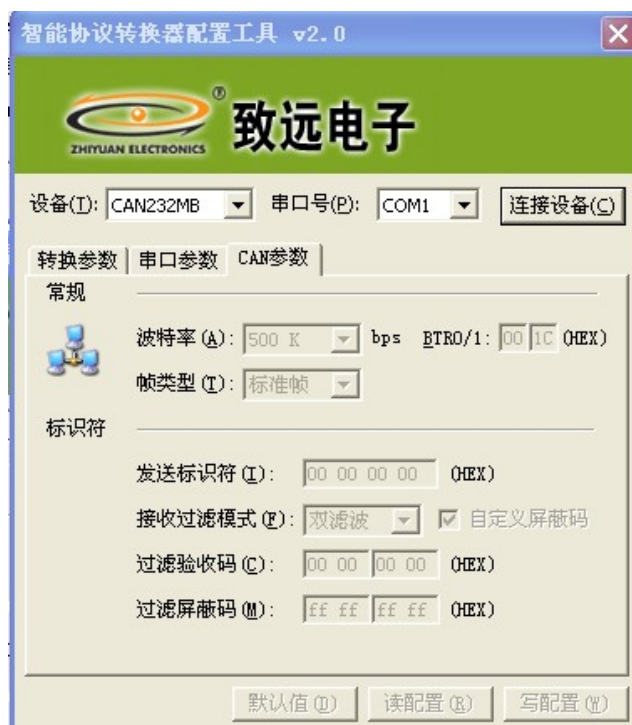 智能协议转换器配置工具 v2.0
® 致远电子
ZHIYUAN ELECTRONICS
设备(T): CAN232MB 串口号(P): COM1 连接设备(C)
转换参数 串口参数 CAN参数
常规
波特率(A): 500 K bps BTR0/1: 00 1C (HEX)
帧类型(T): 标准帧
标识符
发送标识符(I): 00 00 00 00 (HEX)
接收过滤模式(F): 双滤波 自定义屏蔽码
过滤验收码(C): 00 00 00 00 (HEX)
过滤屏蔽码(M): ff ff ff ff (HEX)
默认值(D) 读配置(R) 写配置(W)